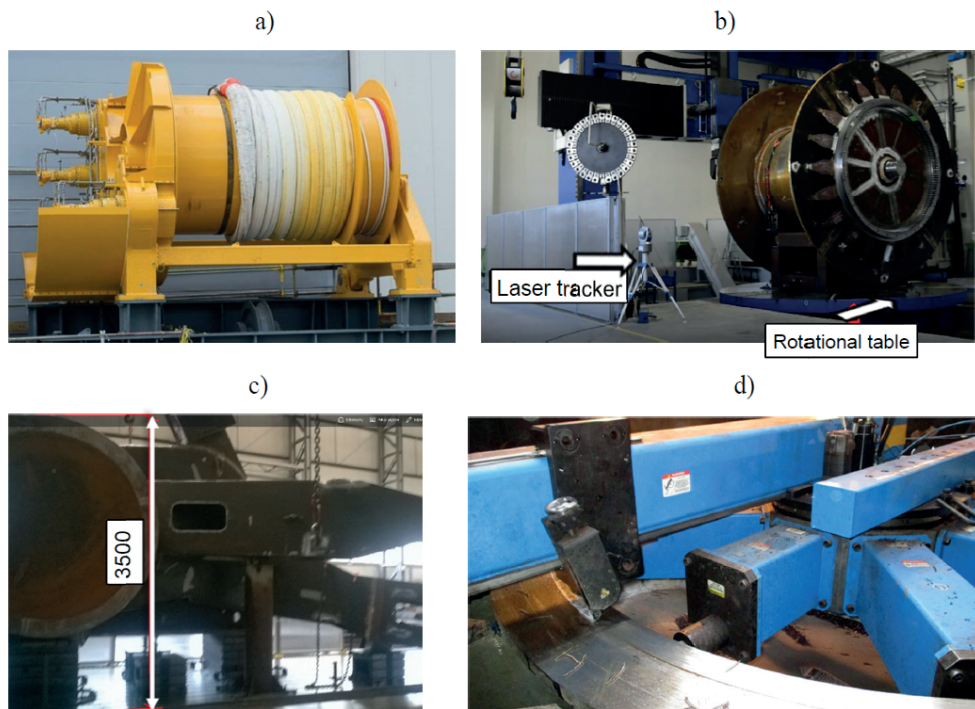 a)
b)
Laser tracker
Rotational table
c)
d)
3500